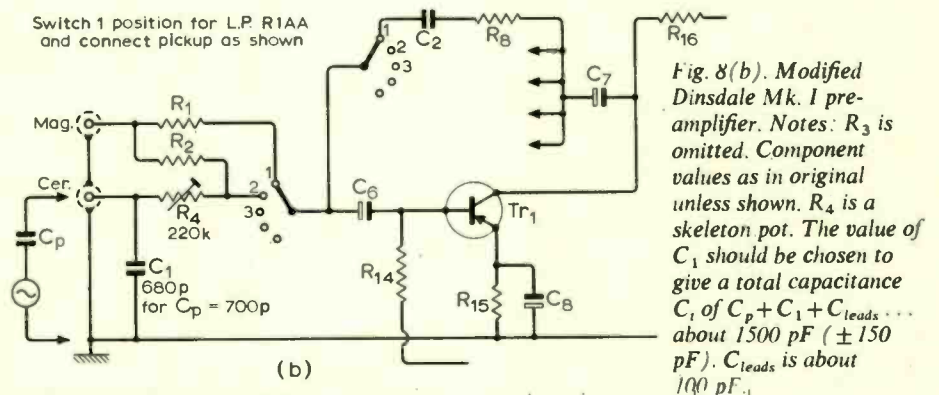 Switch 1 position for L.P. R1AA
and connect pickup as shown
Mag.
Cer.
Cp
R1
R2
R4
220k
C1
680p
for Cp = 700p
1
2
3
1
2
3
C2
R8
C6
R14
Tr1
R15
C8
C7
R16
(b)
Fig. 8(b). Modified
Dinsdale Mk. I pre-
amplifier. Notes: R3 is
omitted. Component
values as in original
unless shown. R4 is a
skeleton pot. The value of
C1 should be chosen to
give a total capacitance
Ct of Cp + C1 + Cleads ...
about 1500 pF (± 150
pF). Cleads is about
100 pF.